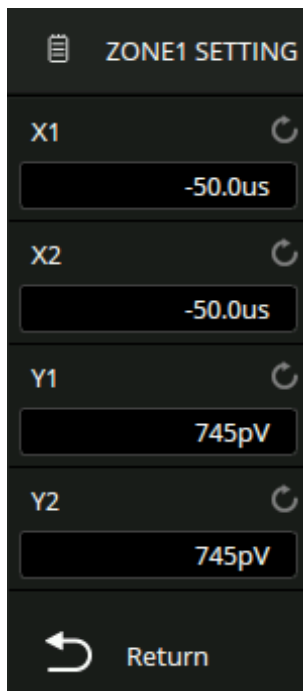 ZONE1 SETTING
X1
-50.0us
X2
-50.0us
Y1
745pV
Y2
745pV
Return